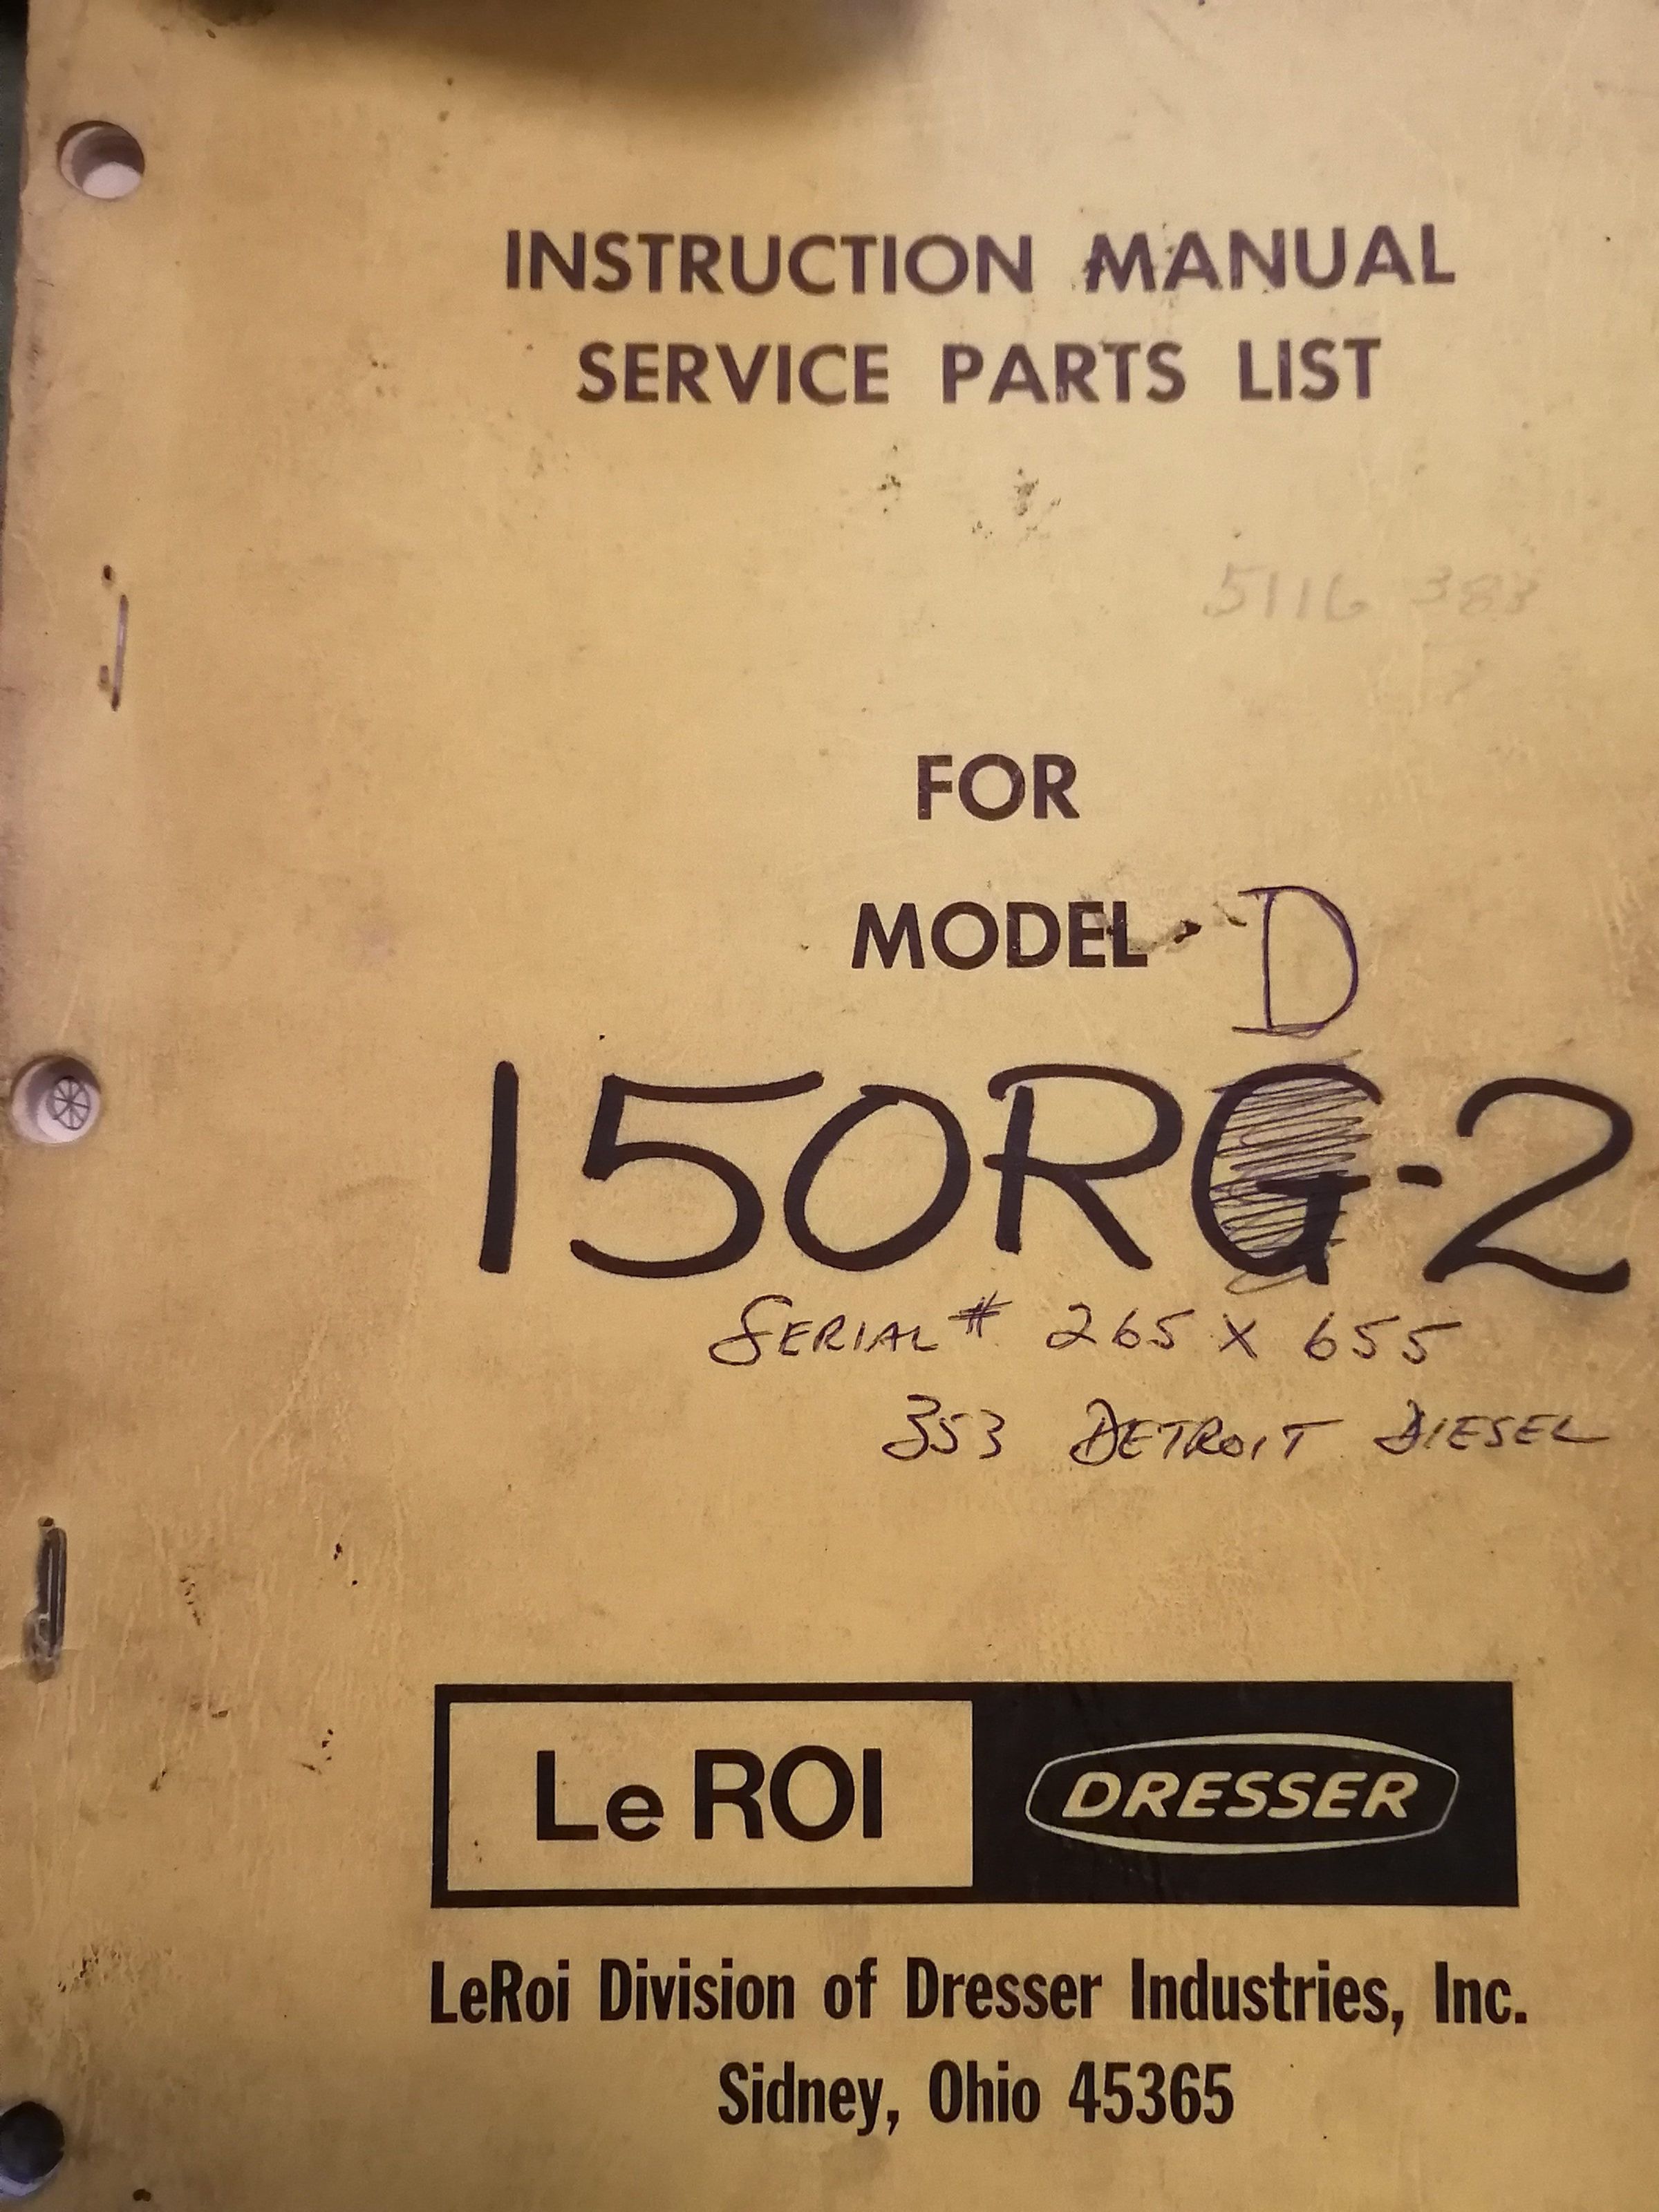 INSTRUCTION MANUAL
SERVICE PARTS LIST
5116 383
FOR
MODEL D
150RG-2
SERIAL # 265 X 655
353 DETROIT DIESEL
Le ROI DRESSER
LeRoi Division of Dresser Industries, Inc.
Sidney, Ohio 45365